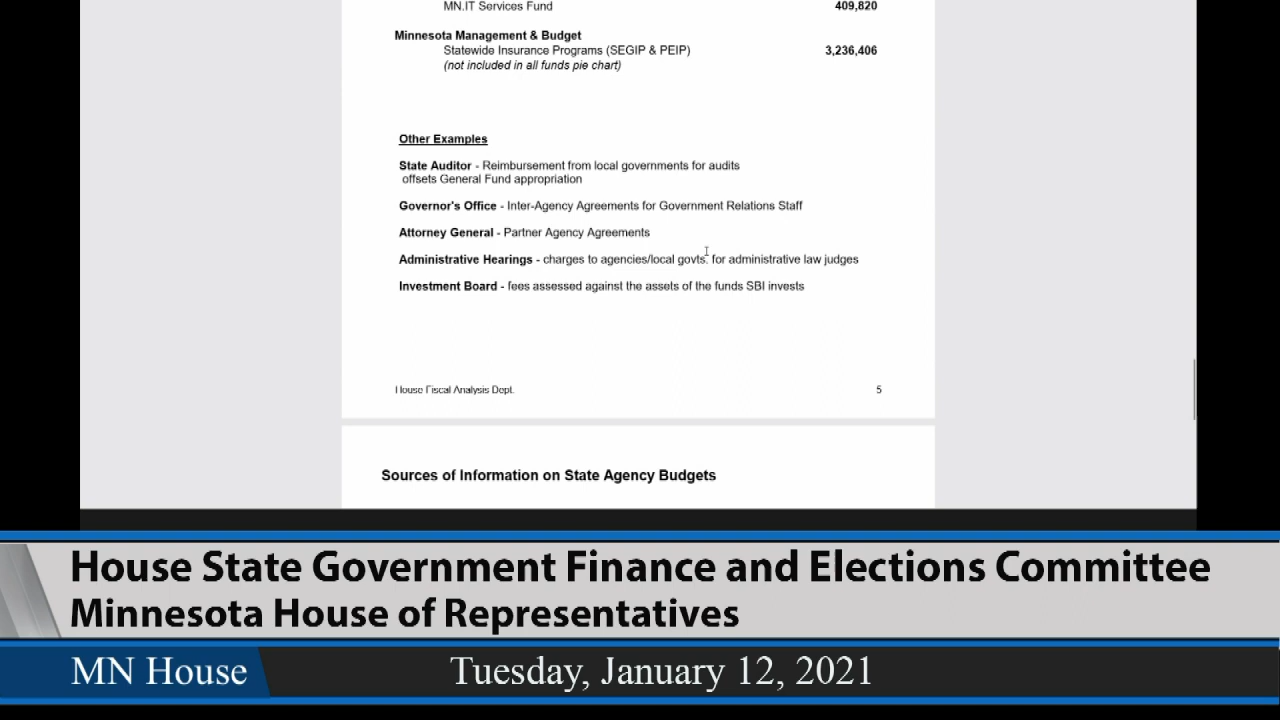 MN.IT Services Fund 409,820
Minnesota Management & Budget
Statewide Insurance Programs (SEGIP & PEIP) 3,236,406
(not included in all funds pie chart)
Other Examples
State Auditor - Reimbursement from local governments for audits
offsets General Fund appropriation
Governor's Office - Inter-Agency Agreements for Government Relations Staff
Attorney General - Partner Agency Agreements
Administrative Hearings - charges to agencies/local govts. for administrative law judges
Investment Board - fees assessed against the assets of the funds SBI invests
House Fiscal Analysis Dept. 5
Sources of Information on State Agency Budgets
House State Government Finance and Elections Committee
Minnesota House of Representatives
MN House Tuesday, January 12, 2021